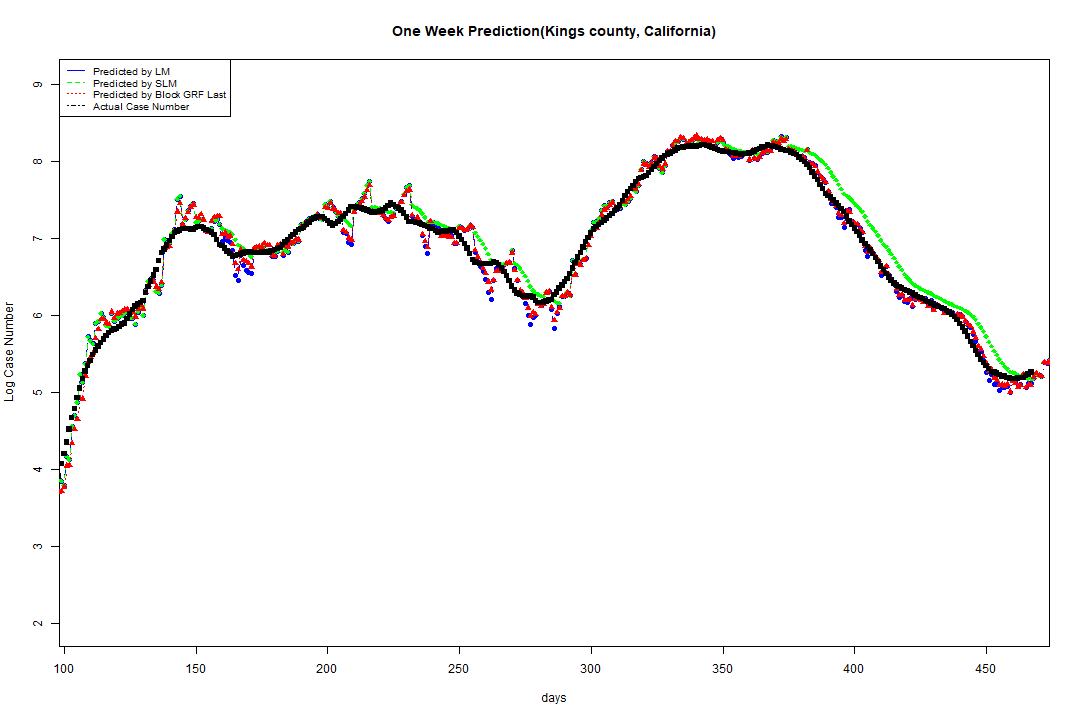 One Week Prediction(Kings county, California)
Predicted by LM
Predicted by SLM
Predicted by Block GRF Last
Actual Case Number
9
8
7
6
5
4
3
2
Log Case Number
100 150 200 250 300 350 400 450
days